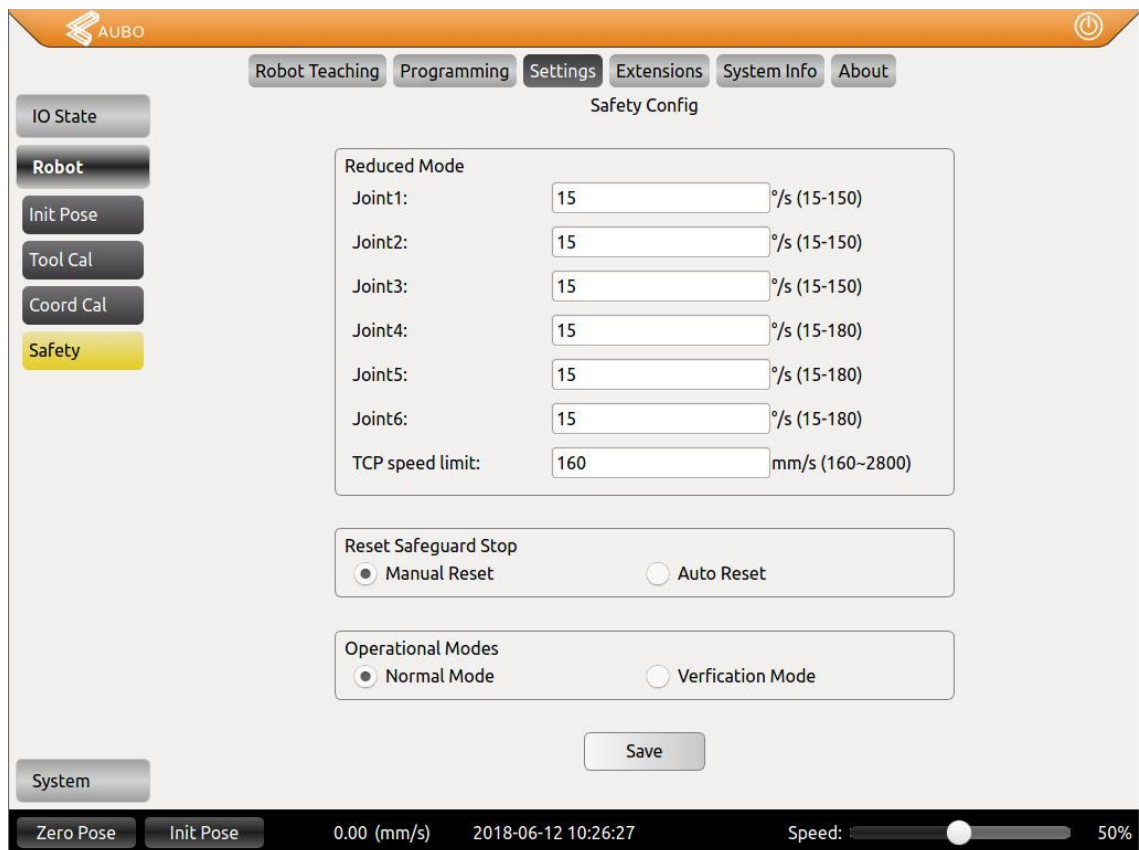 AUBO
Robot Teaching Programming Settings Extensions System Info About
Safety Config
IO State
Robot
Init Pose
Tool Cal
Coord Cal
Safety
Reduced Mode
Joint1: 15 °/s (15-150)
Joint2: 15 °/s (15-150)
Joint3: 15 °/s (15-150)
Joint4: 15 °/s (15-180)
Joint5: 15 °/s (15-180)
Joint6: 15 °/s (15-180)
TCP speed limit: 160 mm/s (160~2800)
Reset Safeguard Stop
Manual Reset Auto Reset
Operational Modes
Normal Mode Verfication Mode
Save
System
Zero Pose Init Pose 0.00 (mm/s) 2018-06-12 10:26:27 Speed: 50%